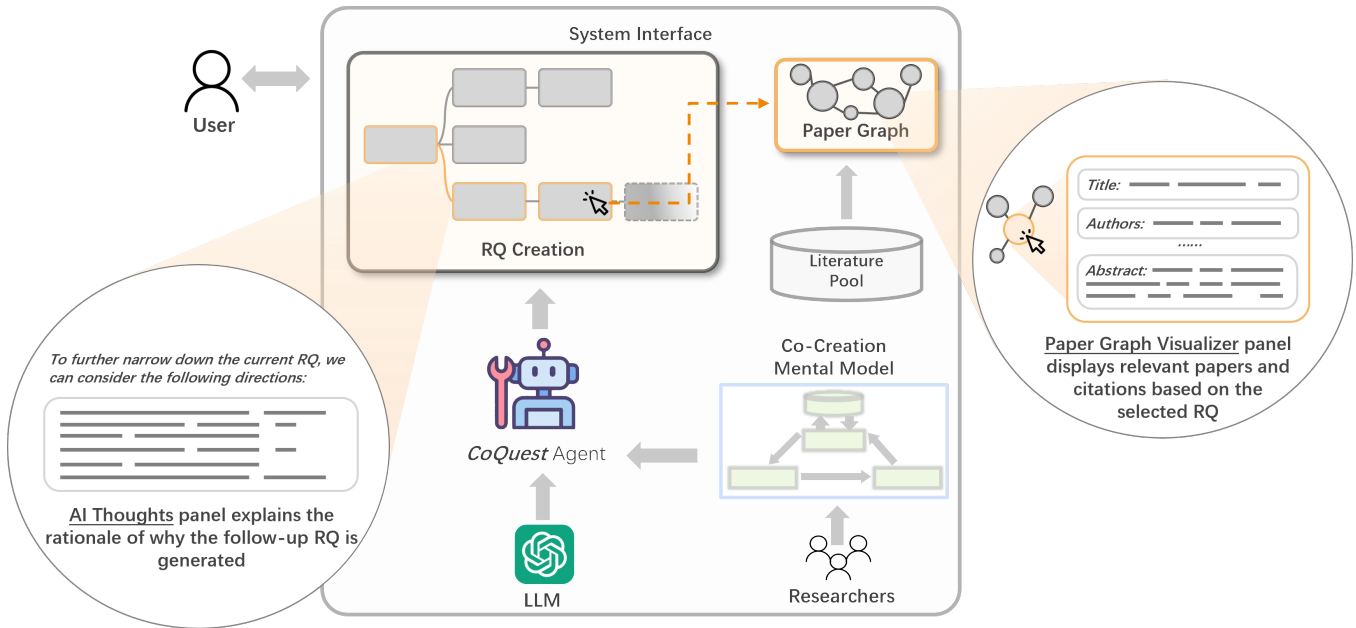 System Interface
User
RQ Creation
Paper Graph
Literature
Pool
Title:
Authors:
......
Abstract:
Paper Graph Visualizer panel
displays relevant papers and
citations based on the
selected RQ
To further narrow down the current RQ, we
can consider the following directions:
AI Thoughts panel explains the
rationale of why the follow-up RQ is
generated
CoQuest Agent
LLM
Co-Creation
Mental Model
Researchers